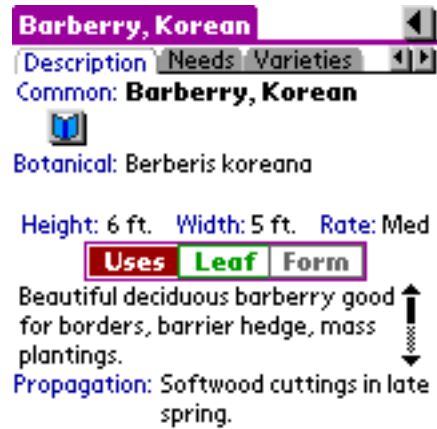 Barberry, Korean
Description Needs Varieties
Common: Barberry, Korean
Botanical: Berberis koreana
Height: 6 ft. Width: 5 ft. Rate: Med
Uses Leaf Form
Beautiful deciduous barberry good
for borders, barrier hedge, mass
plantings.
Propagation: Softwood cuttings in late
spring.